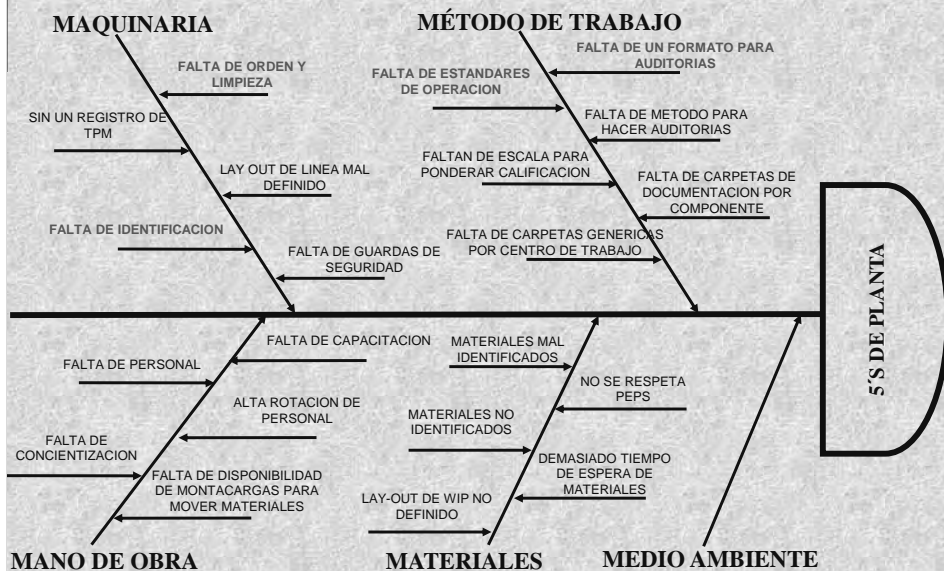 MAQUINARIA
FALTA DE ORDEN Y
LIMPIEZA
SIN UN REGISTRO DE
TPM
LAY OUT DE LINEA MAL
DEFINIDO
FALTA DE IDENTIFICACION
FALTA DE GUARDAS DE
SEGURIDAD
MÉTODO DE TRABAJO
FALTA DE UN FORMATO PARA
AUDITORIAS
FALTA DE ESTANDARES
DE OPERACION
FALTA DE METODO PARA
HACER AUDITORIAS
FALTAN DE ESCALA PARA
PONDERAR CALIFICACION
FALTA DE CARPETAS DE
DOCUMENTACION POR
COMPONENTE
FALTA DE CARPETAS GENERICAS
POR CENTRO DE TRABAJO
5´S DE PLANTA
FALTA DE CAPACITACION
FALTA DE PERSONAL
ALTA ROTACION DE
PERSONAL
FALTA DE
CONCIENTIZACION
FALTA DE DISPONIBILIDAD
DE MONTACARGAS PARA
MOVER MATERIALES
MANO DE OBRA
MATERIALES MAL
IDENTIFICADOS
NO SE RESPETA
PEPS
MATERIALES NO
IDENTIFICADOS
DEMASIADO TIEMPO
DE ESPERA DE
MATERIALES
LAY-OUT DE WIP NO
DEFINIDO
MATERIALES
MEDIO AMBIENTE